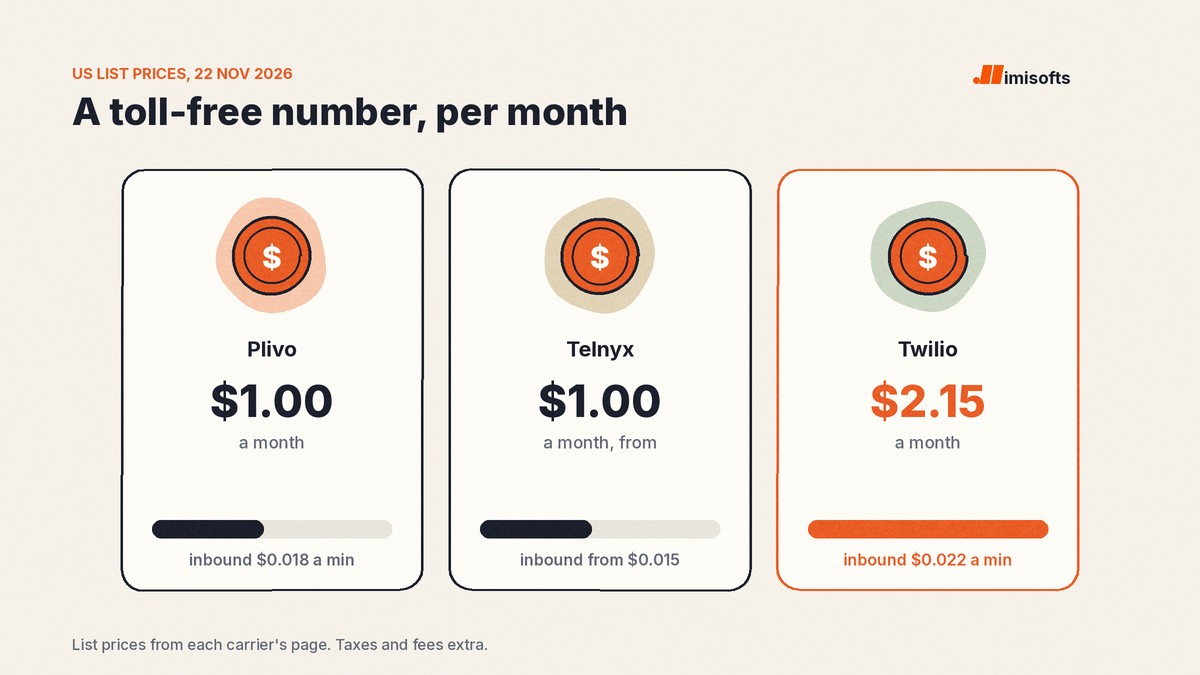 US LIST PRICES, 22 NOV 2026
imisofts
A toll-free number, per month
$
Plivo
$1.00
a month
inbound $0.018 a min
$
Telnyx
$1.00
a month, from
inbound from $0.015
$
Twilio
$2.15
a month
inbound $0.022 a min
List prices from each carrier's page. Taxes and fees extra.